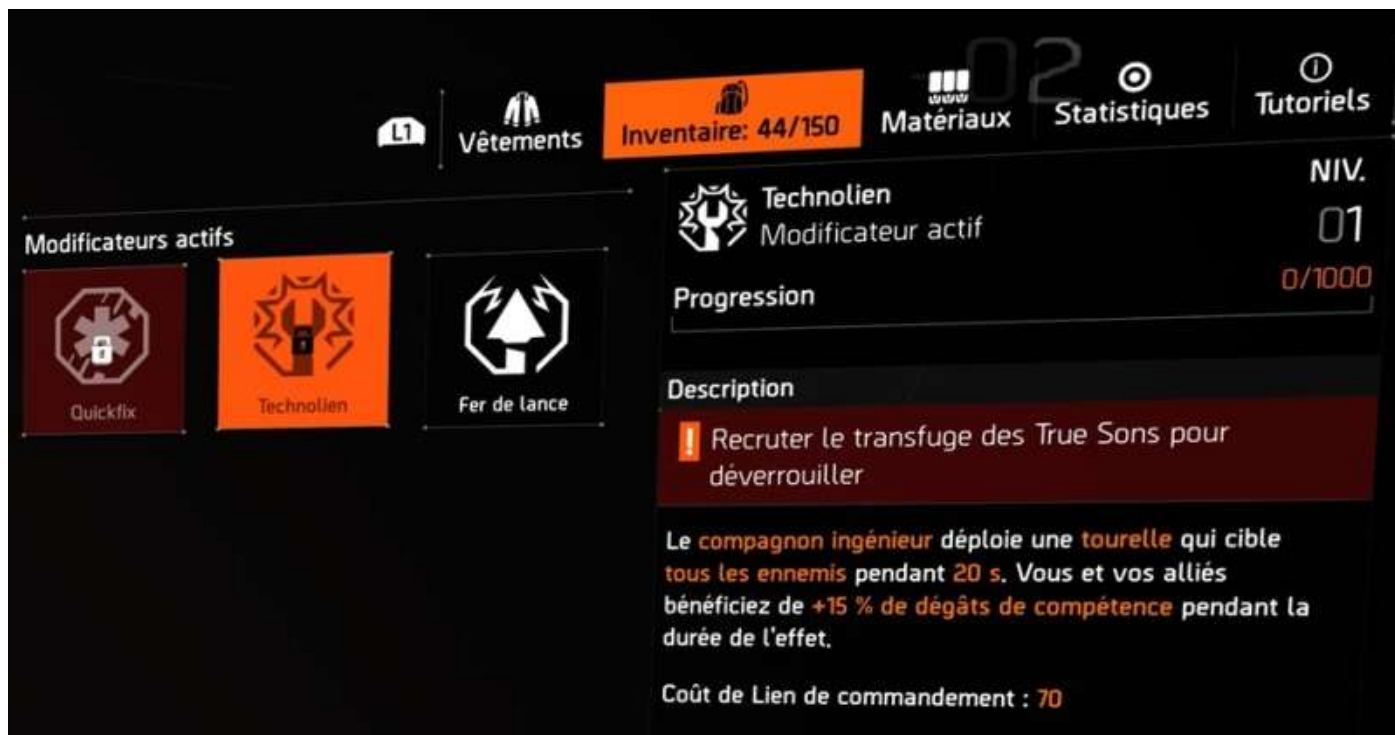 02
L1
Vêtements
Inventaire: 44/150
Matériaux
Statistiques
Tutoriels
Modificateurs actifs
Quickfix
Technolien
Fer de lance
Technolien
Modificateur actif
NIV.
01
Progression
0/1000
Description
! Recruter le transfuge des True Sons pour
déverrouiller
Le compagnon ingénieur déploie une tourelle qui cible
tous les ennemis pendant 20 s. Vous et vos alliés
bénéficiez de +15 % de dégâts de compétence pendant la
durée de l'effet.
Coût de Lien de commandement : 70